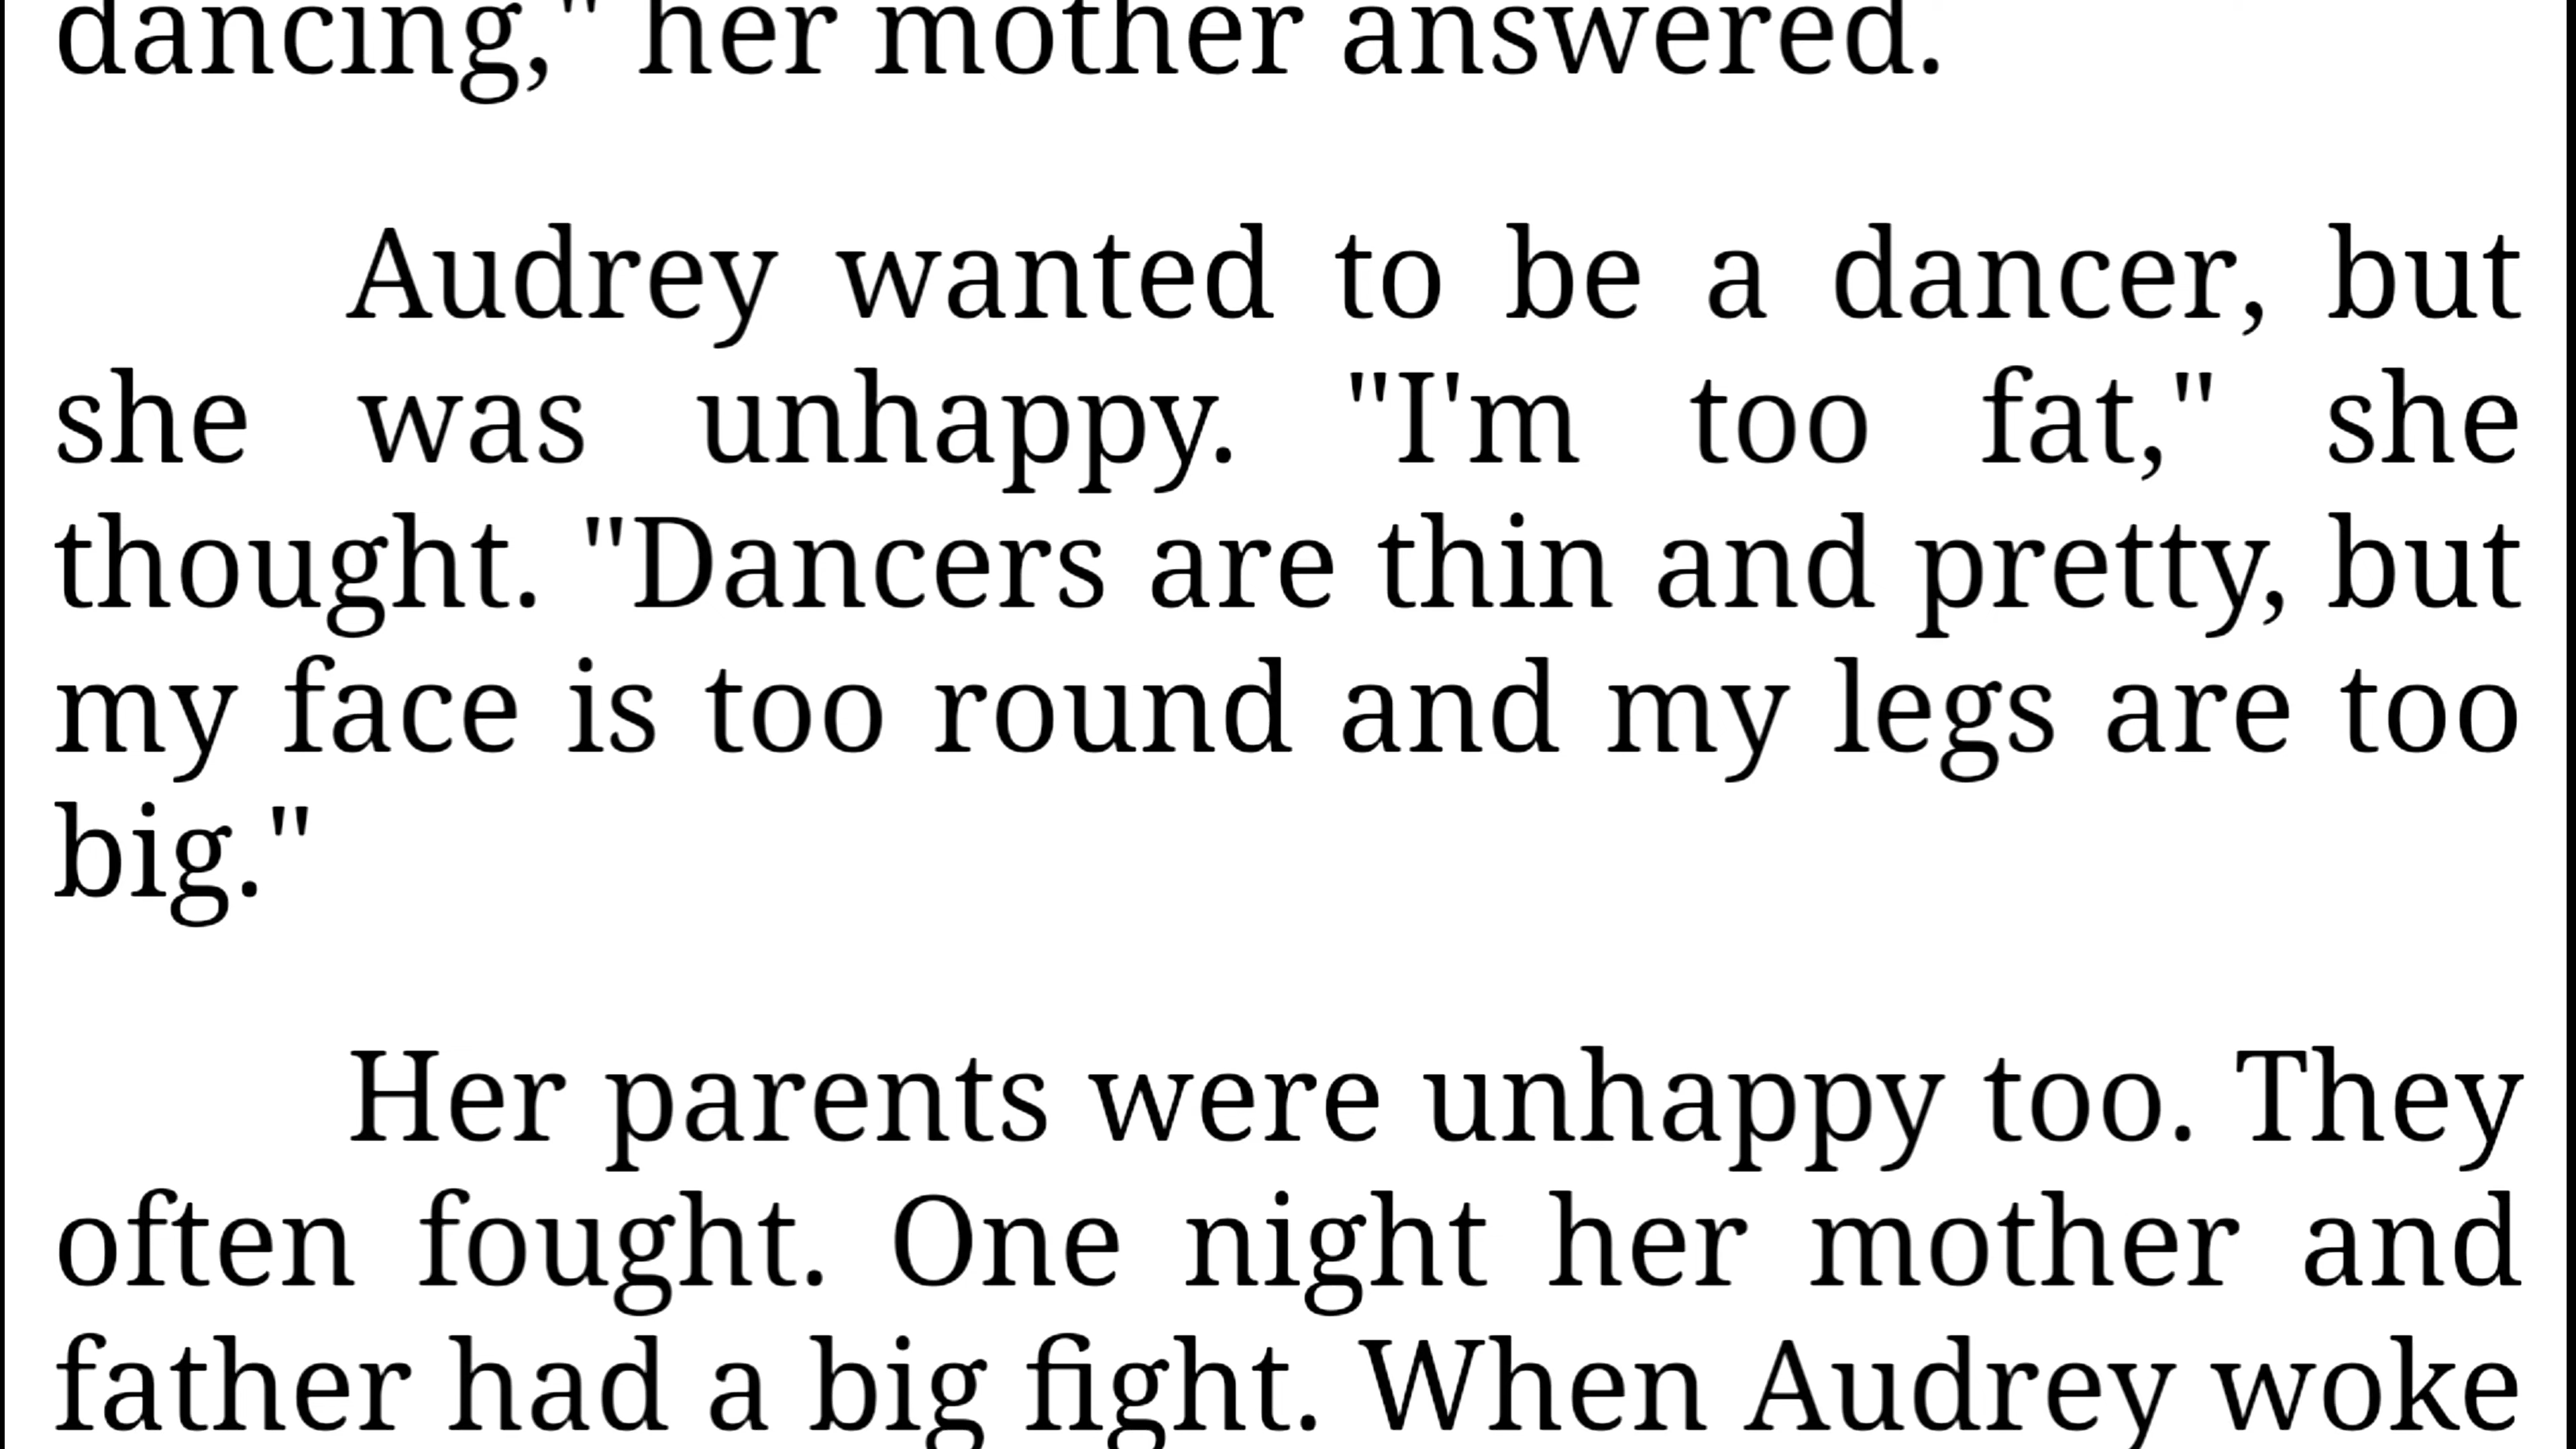 dancing," her mother answered.
Audrey wanted to be a dancer, but
she was unhappy. "I'm too fat," she
thought. "Dancers are thin and pretty, but
my face is too round and my legs are too
big."
Her parents were unhappy too. They
often fought. One night her mother and
father had a big fight. When Audrey woke